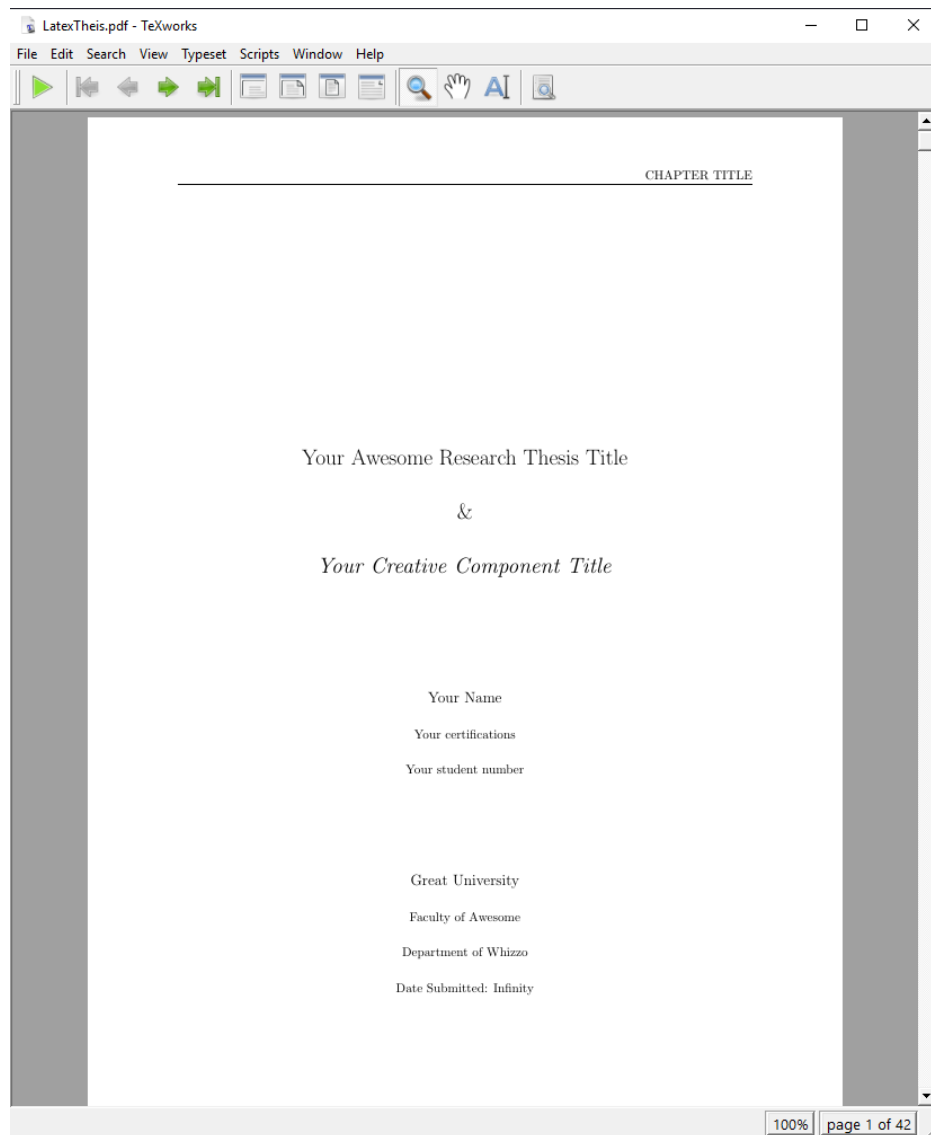 LatexTheis.pdf - TeXworks
File Edit Search View Typeset Scripts Window Help
CHAPTER TITLE
Your Awesome Research Thesis Title
&
Your Creative Component Title
Your Name
Your certifications
Your student number
Great University
Faculty of Awesome
Department of Whizzo
Date Submitted: Infinity
100% page 1 of 42